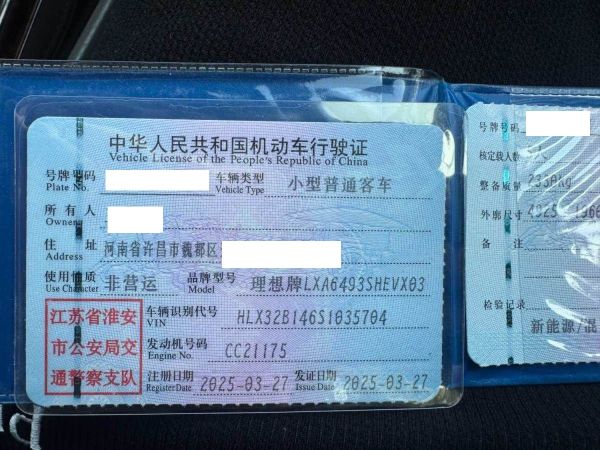 中华人民共和国机动车行驶证
Vehicle License of the People's Republic of China
号牌号码 车辆类型 小型普通客车
Plate No. Vehicle Type
所有人
Owner
住址 河南省许昌市魏都区
Address
使用性质 非营运 品牌型号 理想牌LXA6493SHEVX03
Use Character Model
江苏省淮安
市公安局交
通警察支队
车辆识别代号 HLX32B146S1035704
VIN
发动机号码 CC21175
Engine No.
注册日期 2025-03-27 发证日期 2025-03-27
Register Date Issue Date
号牌号码
核定载人数 人
整备质量 2350kg
外廓尺寸 4925
备注
检验记录
新能源/混